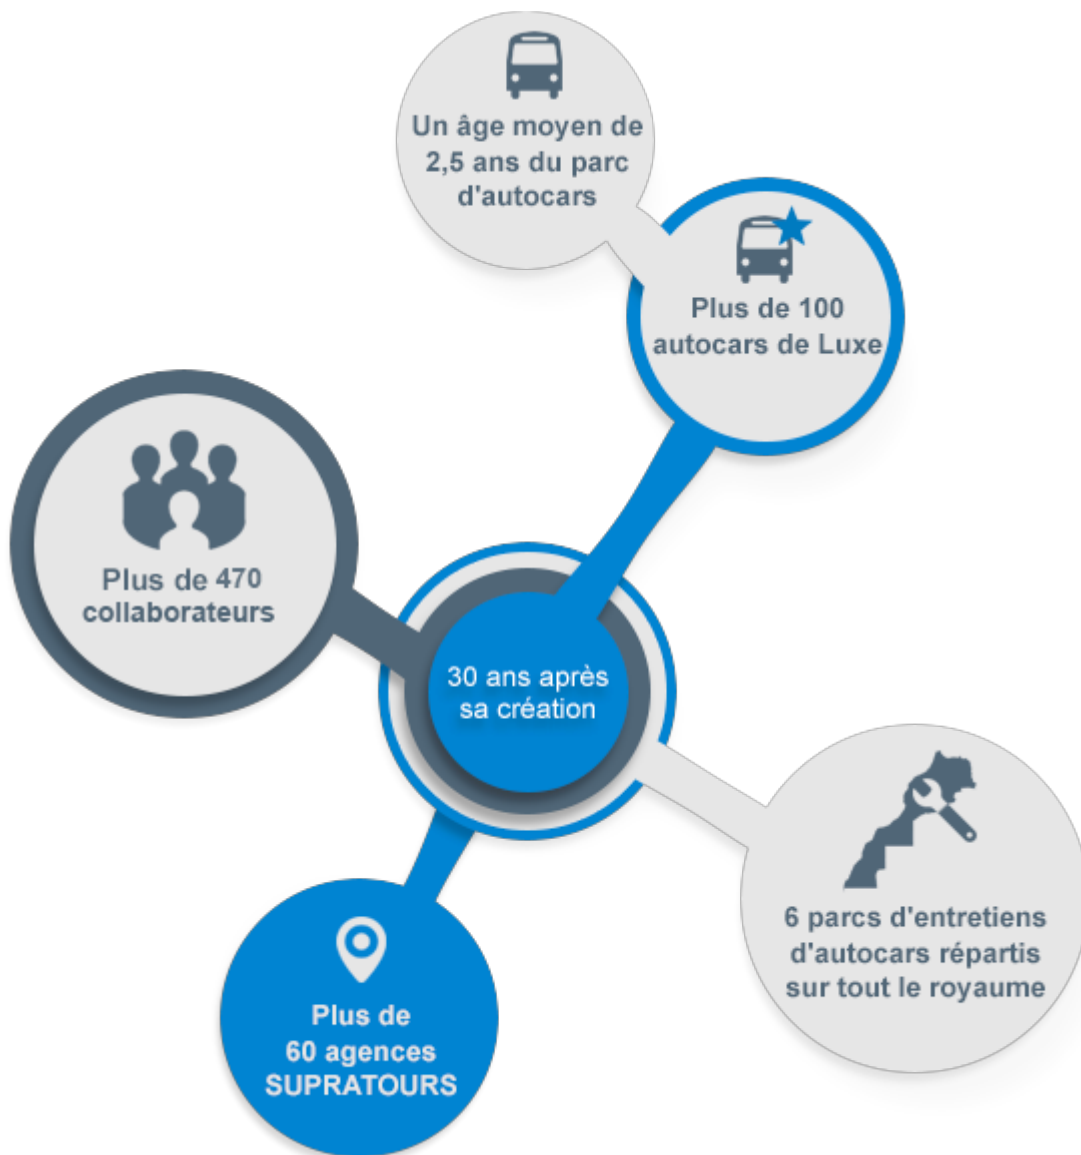 Un âge moyen de
2,5 ans du parc
d'autocars
Plus de 100
autocars de Luxe
Plus de 470
collaborateurs
30 ans après
sa création
6 parcs d'entretiens
d'autocars répartis
sur tout le royaume
Plus de
60 agences
SUPRATOURS